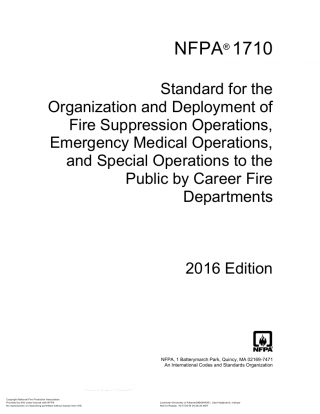 NFPA® 1710
Standard for the
Organization and Deployment of
Fire Suppression Operations,
Emergency Medical Operations,
and Special Operations to the
Public by Career Fire
Departments
2016 Edition
NFPA
NFPA, 1 Batterymarch Park, Quincy, MA 02169-7471
An International Codes and Standards Organization